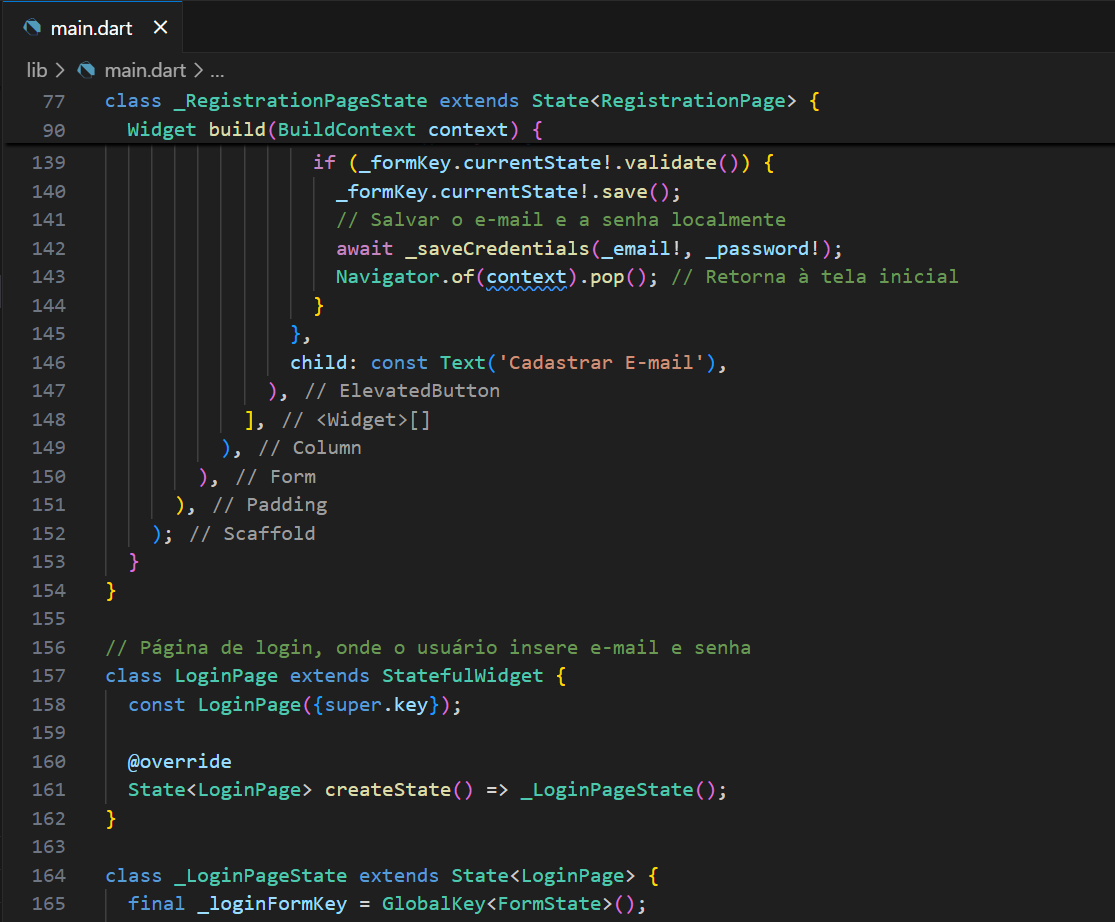 main.dart
lib > main.dart > ...
77 class _RegistrationPageState extends State<RegistrationPage> {
90   Widget build(BuildContext context) {
139                 if (_formKey.currentState!.validate()) {
140                   _formKey.currentState!.save();
141                   // Salvar o e-mail e a senha localmente
142                   await _saveCredentials(_email!, _password!);
143                   Navigator.of(context).pop(); // Retorna à tela inicial
144                 }
145               },
146               child: const Text('Cadastrar E-mail'),
147             ), // ElevatedButton
148           ], // <Widget>[]
149         ), // Column
150       ), // Form
151     ), // Padding
152   ); // Scaffold
153   }
154 }
155
156 // Página de login, onde o usuário insere e-mail e senha
157 class LoginPage extends StatefulWidget {
158   const LoginPage({super.key});
159
160   @override
161   State<LoginPage> createState() => _LoginPageState();
162 }
163
164 class _LoginPageState extends State<LoginPage> {
165   final _loginFormKey = GlobalKey<FormState>();